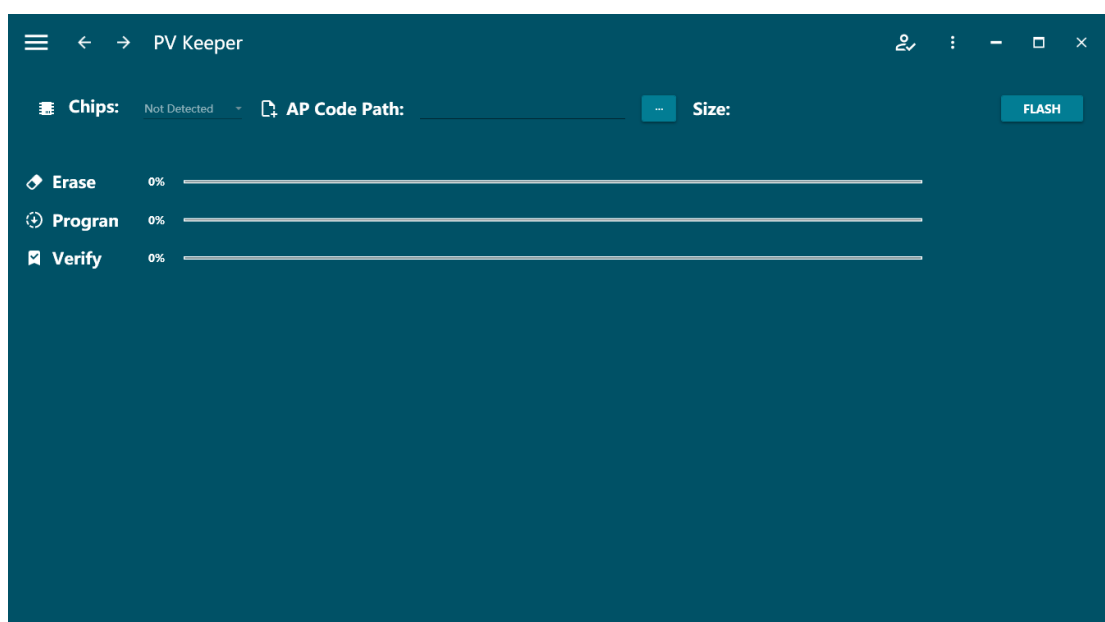 PV Keeper
Chips: Not Detected AP Code Path: ... Size: FLASH
Erase 0%
Progran 0%
Verify 0%